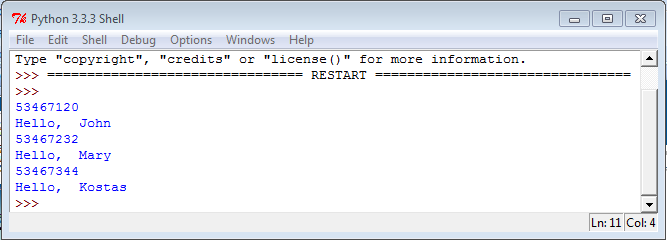 Python 3.3.3 Shell
File Edit Shell Debug Options Windows Help
Type "copyright", "credits" or "license()" for more information.
>>> ================================ RESTART ================================
>>>
53467120
Hello,  John
53467232
Hello,  Mary
53467344
Hello,  Kostas
>>>
Ln: 11 Col: 4